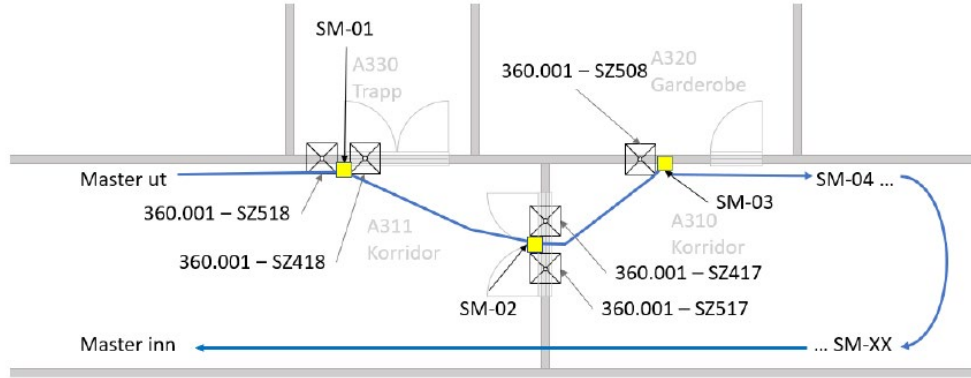 SM-01
A330
Trapp
360.001 – SZ508
A320
Garderobe
Master ut
SM-04 ...
360.001 – SZ518
SM-03
A311
Korridor
A310
Korridor
360.001 – SZ418
360.001 – SZ417
SM-02
360.001 – SZ517
Master inn
... SM-XX